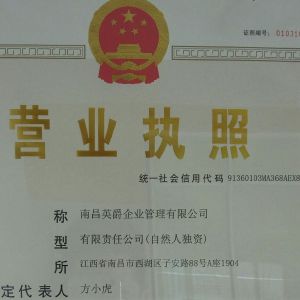 证照编号: 01031
营业执照
统一社会信用代码 91360103MA368AEX8
称 南昌英爵企业管理有限公司
型 有限责任公司(自然人独资)
所 江西省南昌市西湖区子安路88号A座1904
定代表人 方小虎